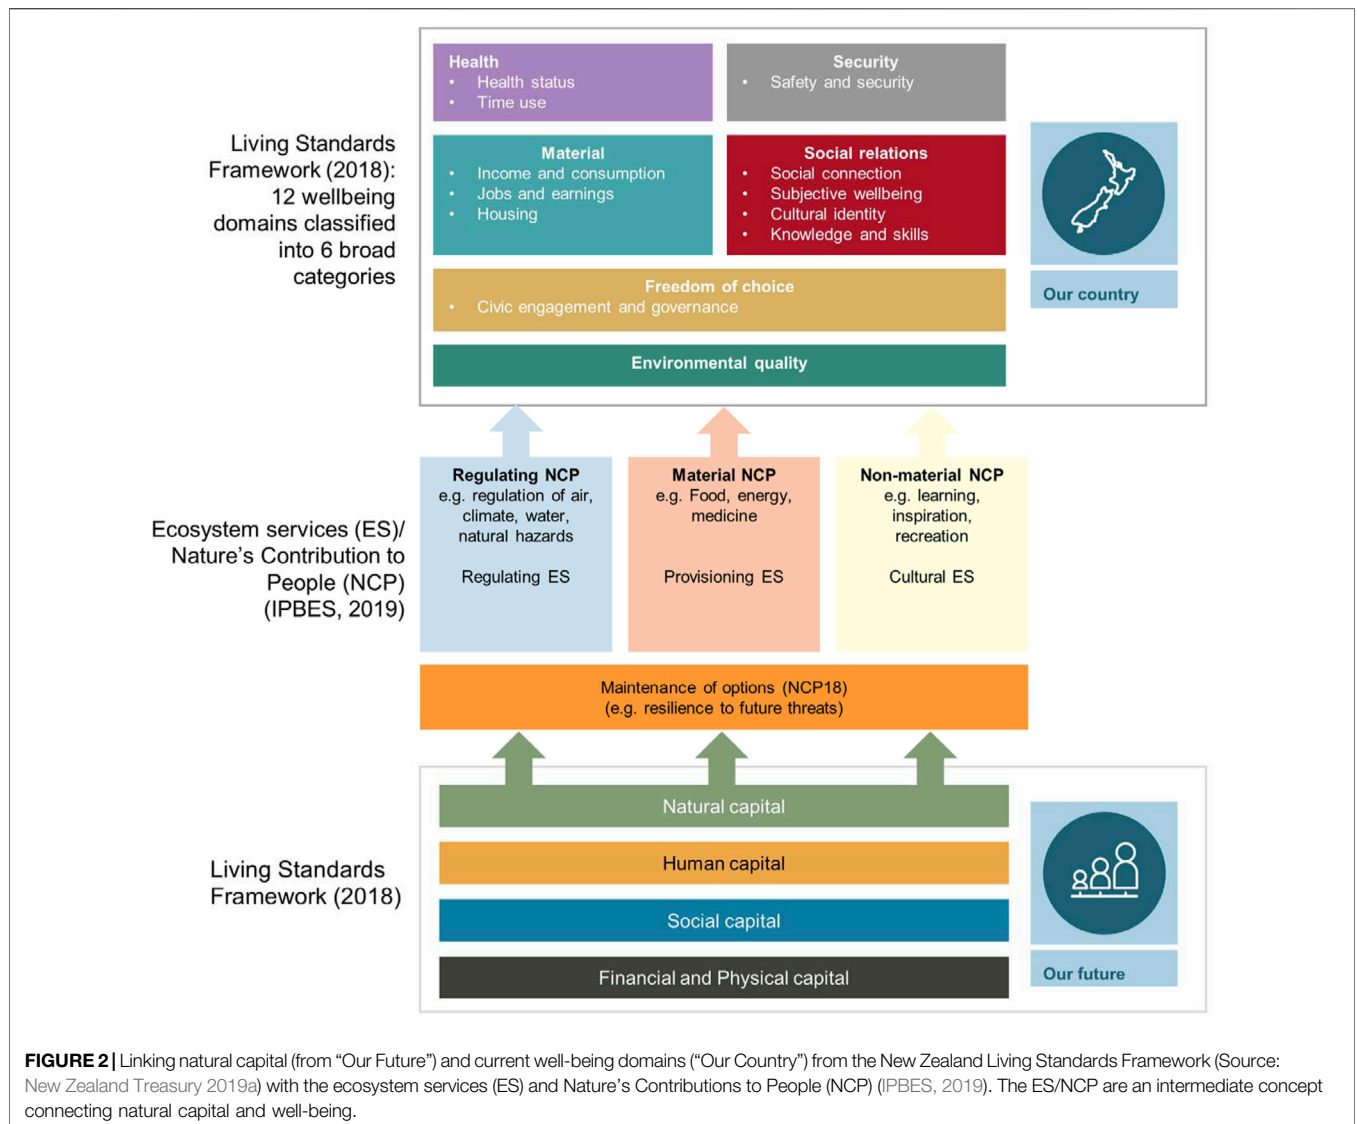 Living Standards
Framework (2018):
12 wellbeing
domains classified
into 6 broad
categories
Health
• Health status
• Time use
Security
• Safety and security
Material
• Income and consumption
• Jobs and earnings
• Housing
Social relations
• Social connection
• Subjective wellbeing
• Cultural identity
• Knowledge and skills
Freedom of choice
• Civic engagement and governance
Environmental quality
Our country
Ecosystem services (ES)/
Nature’s Contribution to
People (NCP)
(IPBES, 2019)
Regulating NCP
e.g. regulation of air,
climate, water,
natural hazards
Regulating ES
Material NCP
e.g. Food, energy,
medicine
Provisioning ES
Non-material NCP
e.g. learning,
inspiration,
recreation
Cultural ES
Maintenance of options (NCP18)
(e.g. resilience to future threats)
Living Standards
Framework (2018)
Natural capital
Human capital
Social capital
Financial and Physical capital
Our future
FIGURE 2 | Linking natural capital (from “Our Future”) and current well-being domains (“Our Country”) from the New Zealand Living Standards Framework (Source:
New Zealand Treasury 2019a) with the ecosystem services (ES) and Nature’s Contributions to People (NCP) (IPBES, 2019). The ES/NCP are an intermediate concept
connecting natural capital and well-being.